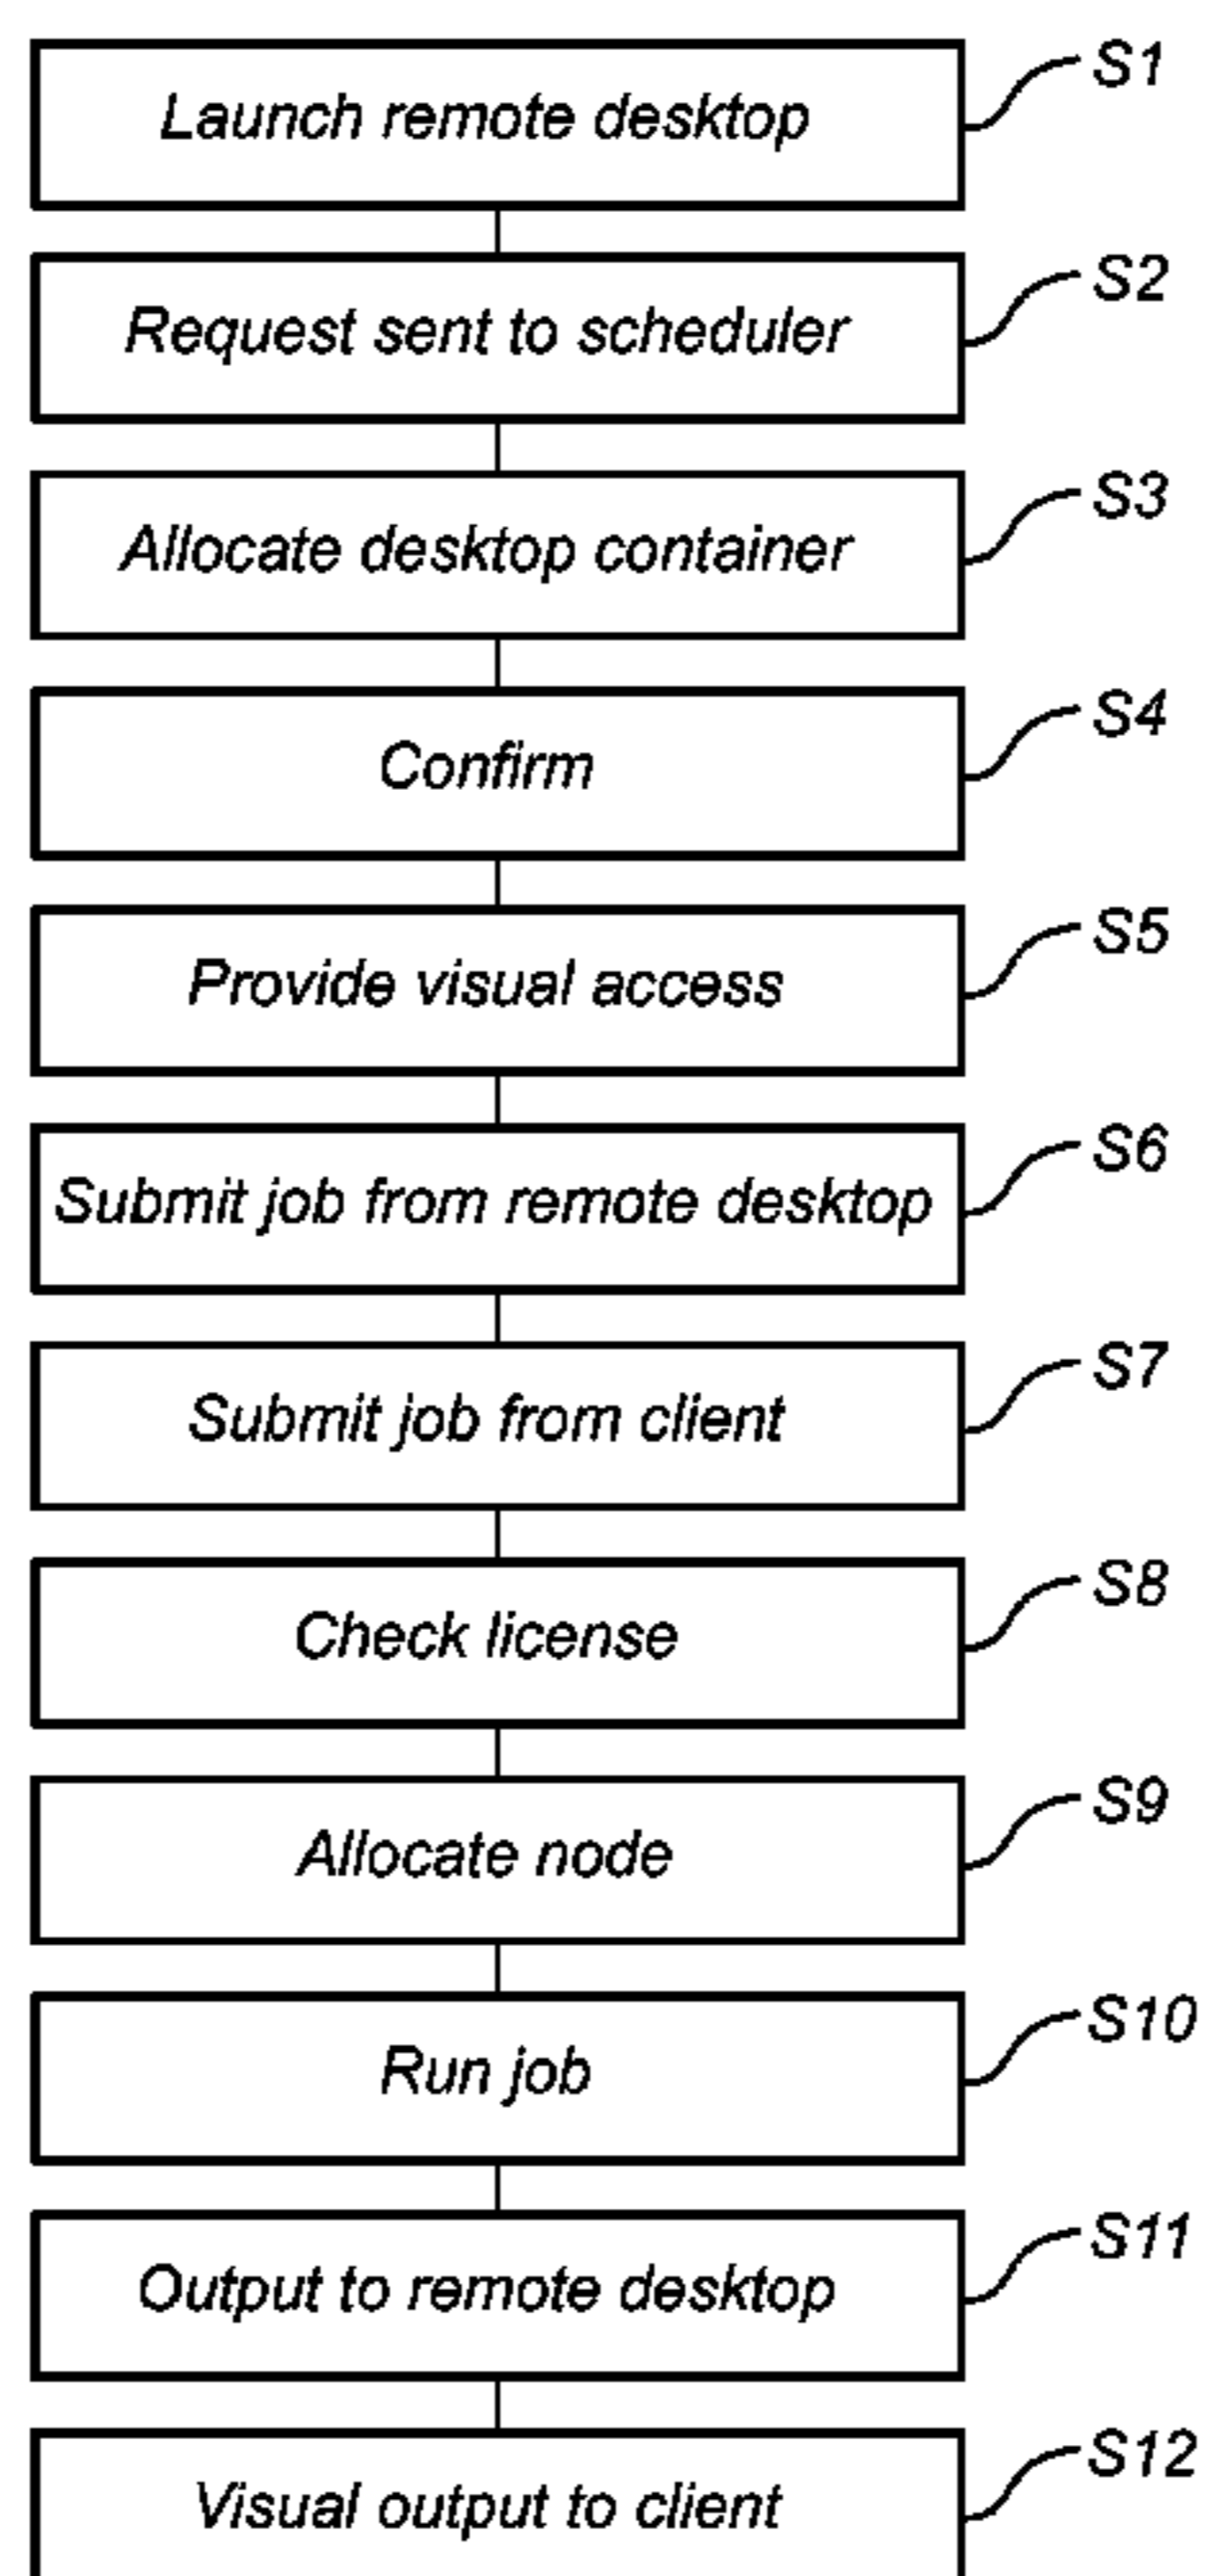 Launch remote desktop S1
Request sent to scheduler S2
Allocate desktop container S3
Confirm S4
Provide visual access S5
Submit job from remote desktop S6
Submit job from client S7
Check license S8
Allocate node S9
Run job S10
Output to remote desktop S11
Visual output to client S12